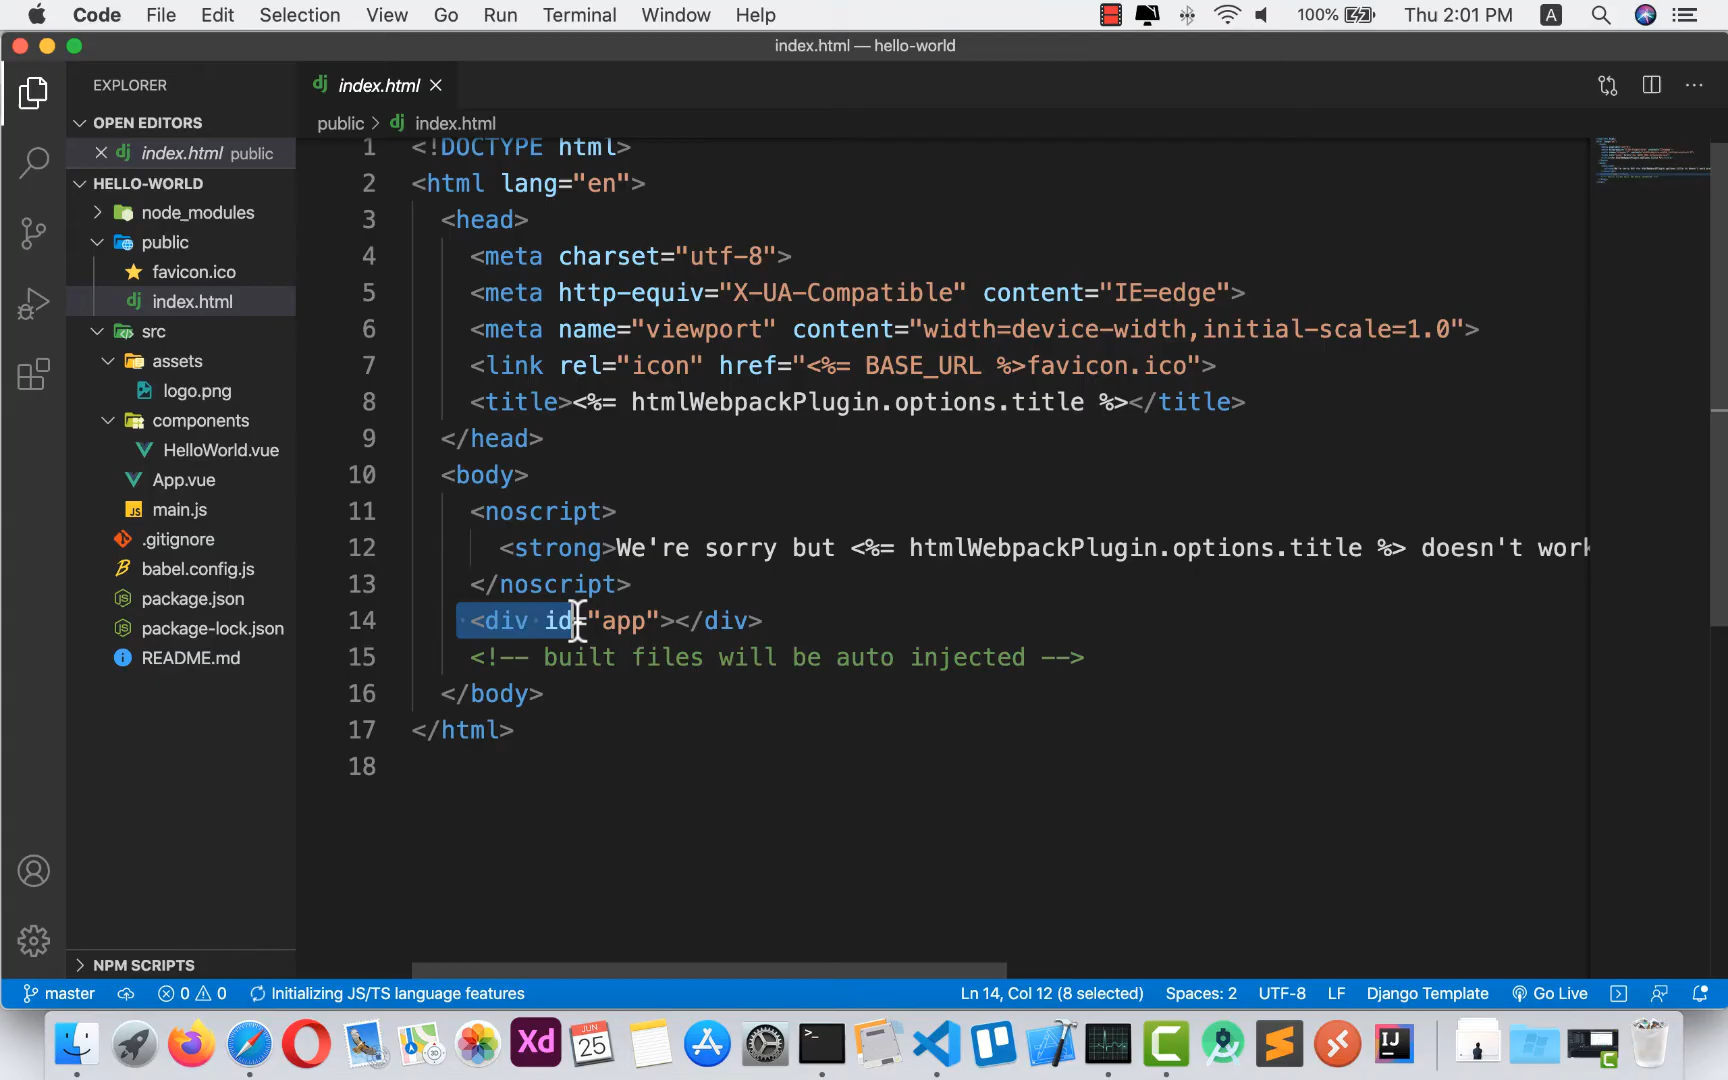 Code File Edit Selection View Go Run Terminal Window Help 100% Thu 2:01 PM A
index.html — hello-world
EXPLORER
OPEN EDITORS
index.html public
HELLO-WORLD
node_modules
public
favicon.ico
index.html
src
assets
logo.png
components
HelloWorld.vue
App.vue
JS main.js
.gitignore
babel.config.js
package.json
package-lock.json
README.md
NPM SCRIPTS
dj index.html
public > dj index.html
1 <!DOCTYPE html>
2 <html lang="en">
3 <head>
4 <meta charset="utf-8">
5 <meta http-equiv="X-UA-Compatible" content="IE=edge">
6 <meta name="viewport" content="width=device-width,initial-scale=1.0">
7 <link rel="icon" href="<%= BASE_URL %>favicon.ico">
8 <title><%= htmlWebpackPlugin.options.title %></title>
9 </head>
10 <body>
11 <noscript>
12 <strong>We're sorry but <%= htmlWebpackPlugin.options.title %> doesn't work
13 </noscript>
14 <div id="app"></div>
15 <!-- built files will be auto injected -->
16 </body>
17 </html>
18
master 0 0 Initializing JS/TS language features Ln 14, Col 12 (8 selected) Spaces: 2 UTF-8 LF Django Template Go Live
Xd JUN 25 IJ